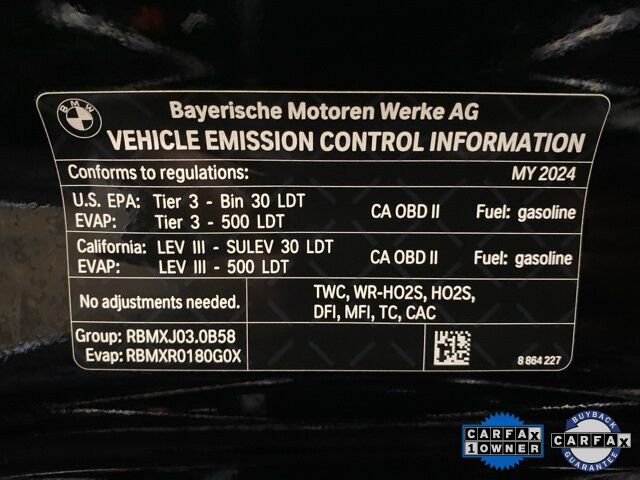 BMW
Bayerische Motoren Werke AG
VEHICLE EMISSION CONTROL INFORMATION
Conforms to regulations: MY 2024
U.S. EPA: Tier 3 - Bin 30 LDT
EVAP: Tier 3 - 500 LDT
CA OBD II Fuel: gasoline
California: LEV III - SULEV 30 LDT
EVAP: LEV III - 500 LDT
CA OBD II Fuel: gasoline
No adjustments needed.
TWC, WR-HO2S, HO2S,
DFI, MFI, TC, CAC
Group: RBMXJ03.0B58
Evap: RBMXR0180G0X
8 864 227
CARFAX
1 OWNER
BUYBACK
CARFAX
GUARANTEE